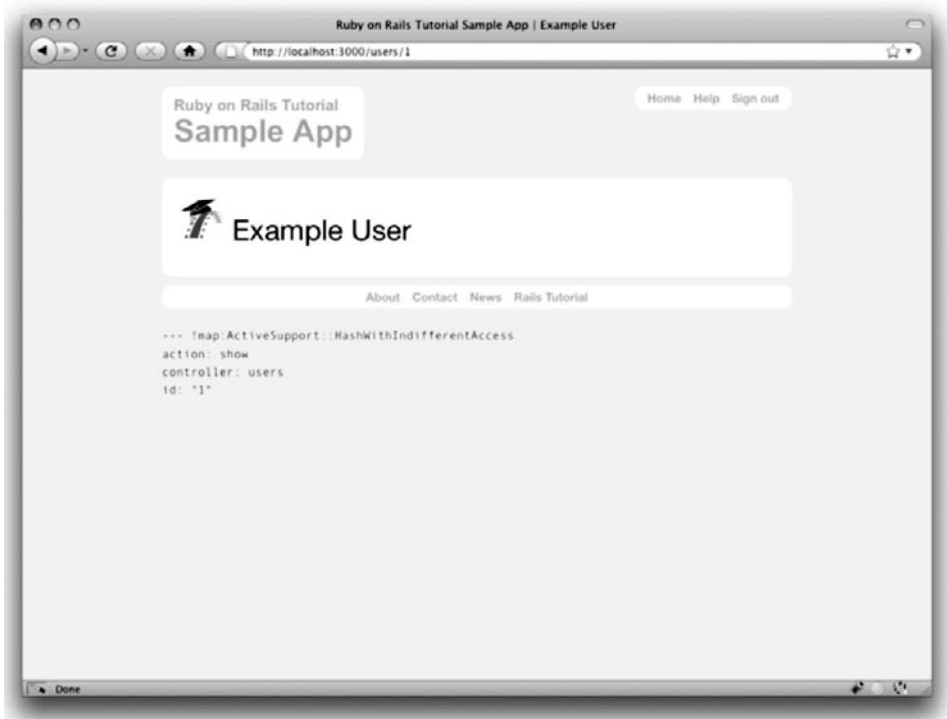 Ruby on Rails Tutorial Sample App | Example User
http://localhost:3000/users/1
Ruby on Rails Tutorial
Sample App
Home Help Sign out
Example User
About Contact News Rails Tutorial
--- !map:ActiveSupport::HashWithIndifferentAccess
action: show
controller: users
id: "1"
Done